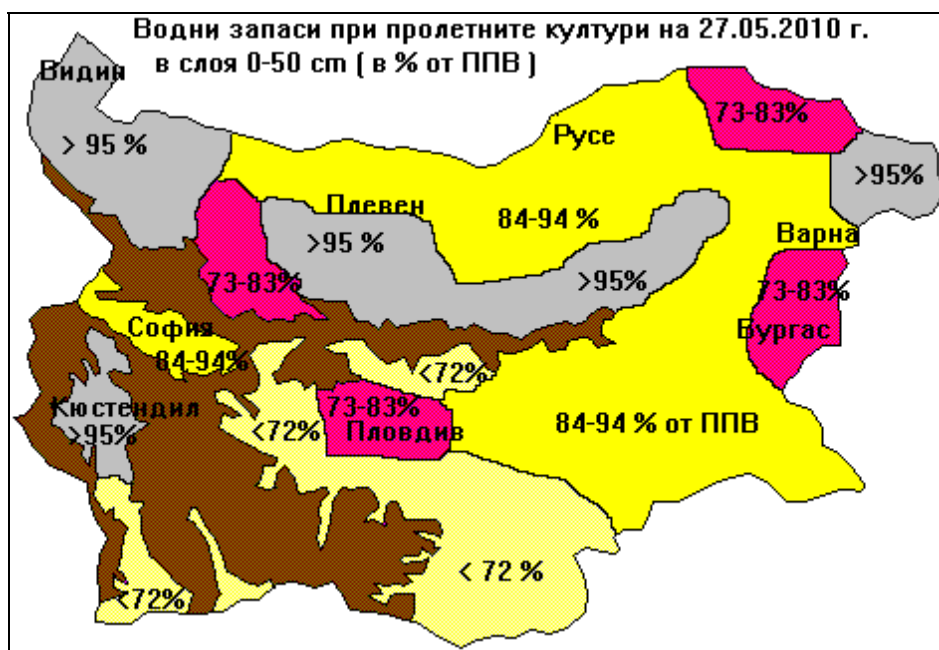 Водни запаси при пролетните култури на 27.05.2010 г.
в слоя 0-50 cm ( в % от ППВ )
Видин
> 95 %
73-83%
Русе
>95%
Плевен
84-94 %
>95 %
Варна
>95%
73-83%
73-83%
Бургас
София
84-94%
<72%
Кюстендил
>95%
73-83%
Пловдив
<72%
84-94 % от ППВ
< 72 %
<72%